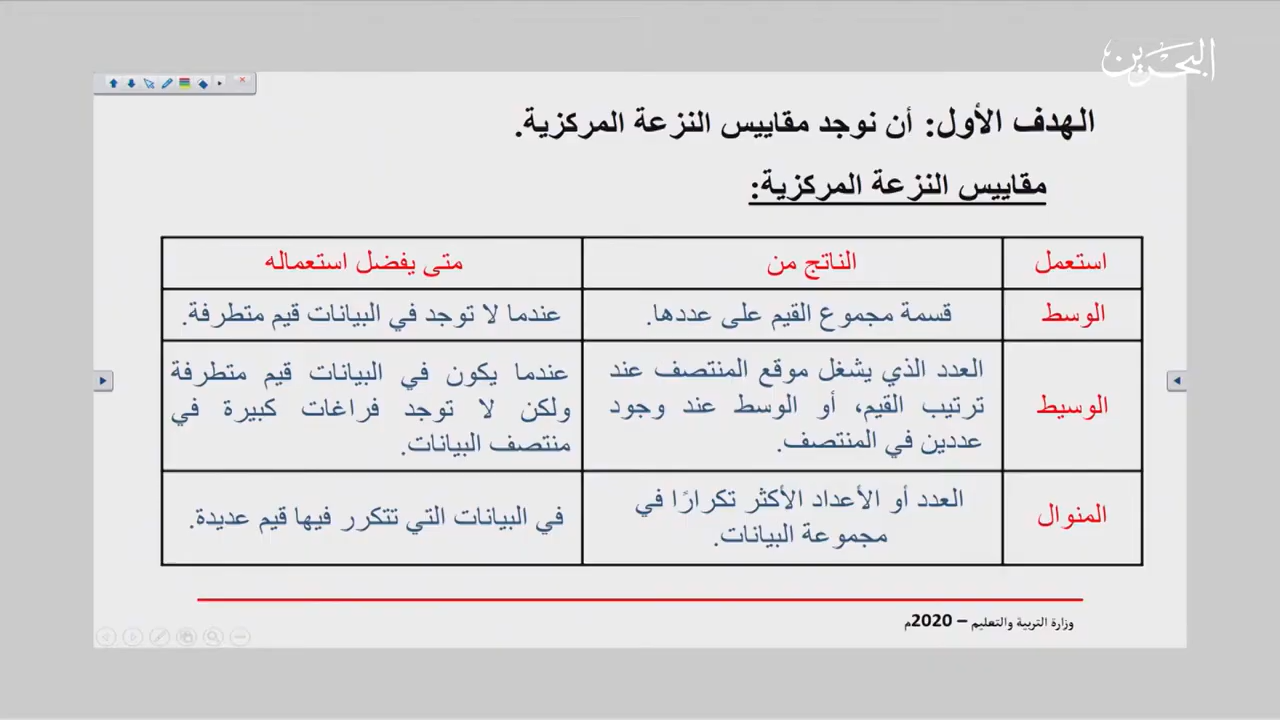 البحرين
الهدف الأول: أن نوجد مقاييس النزعة المركزية.
مقاييس النزعة المركزية:
استعمل
الناتج من
متى يفضل استعماله
الوسط
قسمة مجموع القيم على عددها.
عندما لا توجد في البيانات قيم متطرفة.
الوسيط
العدد الذي يشغل موقع المنتصف عند
ترتيب القيم، أو الوسط عند وجود
عددين في المنتصف.
عندما يكون في البيانات قيم متطرفة
ولكن لا توجد فراغات كبيرة في
منتصف البيانات.
المنوال
العدد أو الأعداد الأكثر تكرارًا في
مجموعة البيانات.
في البيانات التي تتكرر فيها قيم عديدة.
وزارة التربية والتعليم – 2020م